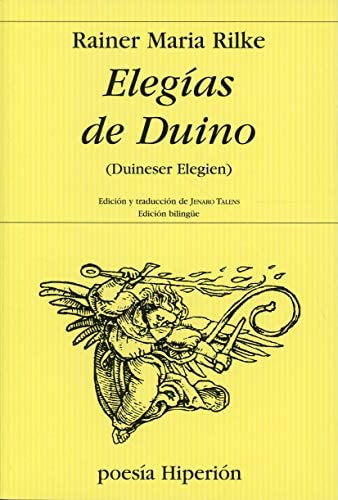 Rainer Maria Rilke
Elegías
de Duino
(Duineser Elegien)
Edición y traducción de JENARO TALENS
Edición bilingüe
poesía Hiperión